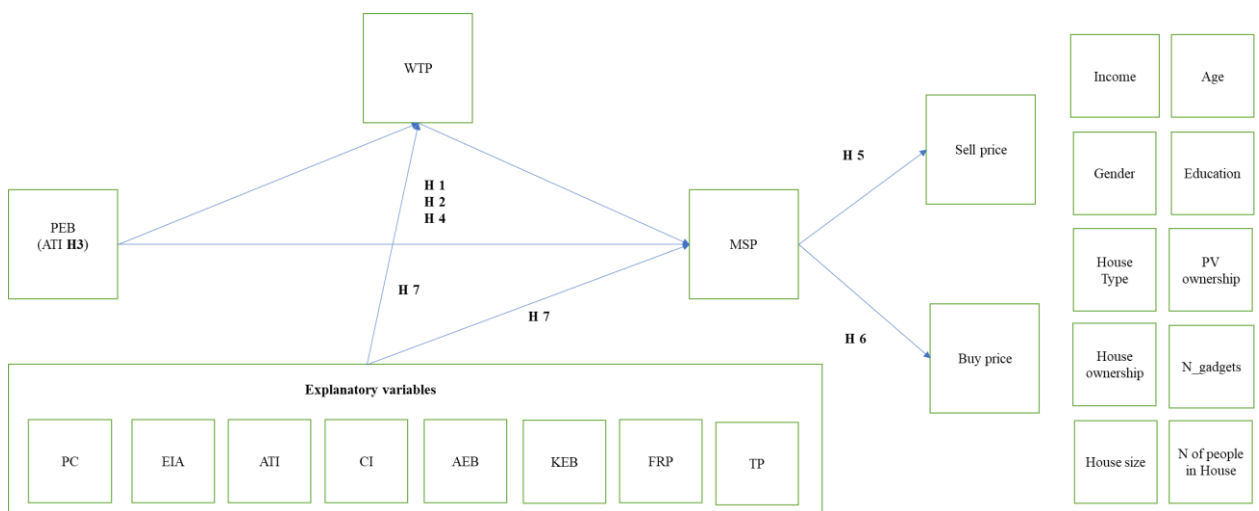 WTP
Income
Age
Sell price
H 5
Gender
Education
H 1
H 2
H 4
PEB
(ATI H3)
MSP
House
Type
PV
ownership
H 7
H 7
H 6
Buy price
House
ownership
N_gadgets
Explanatory variables
PC
EIA
ATI
CI
AEB
KEB
FRP
TP
House size
N of people
in House